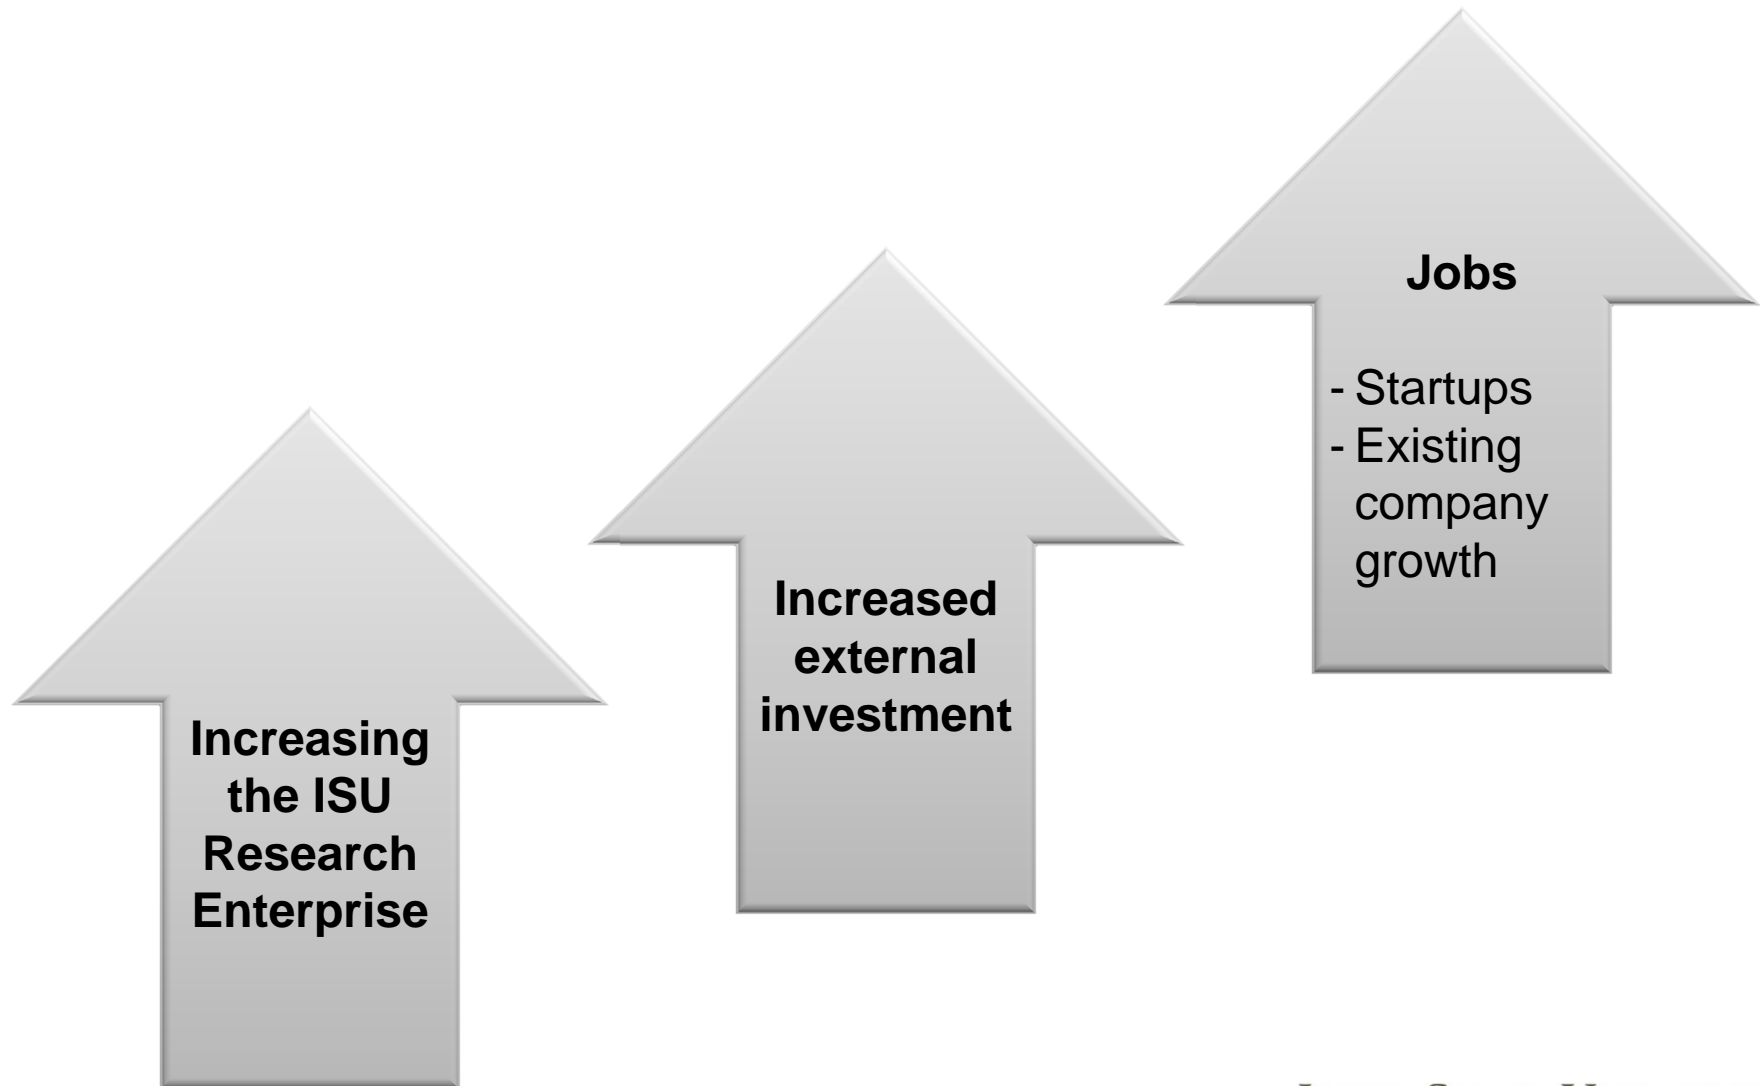 Increasing
the ISU
Research
Enterprise
Increased
external
investment
Jobs
- Startups
- Existing
company
growth